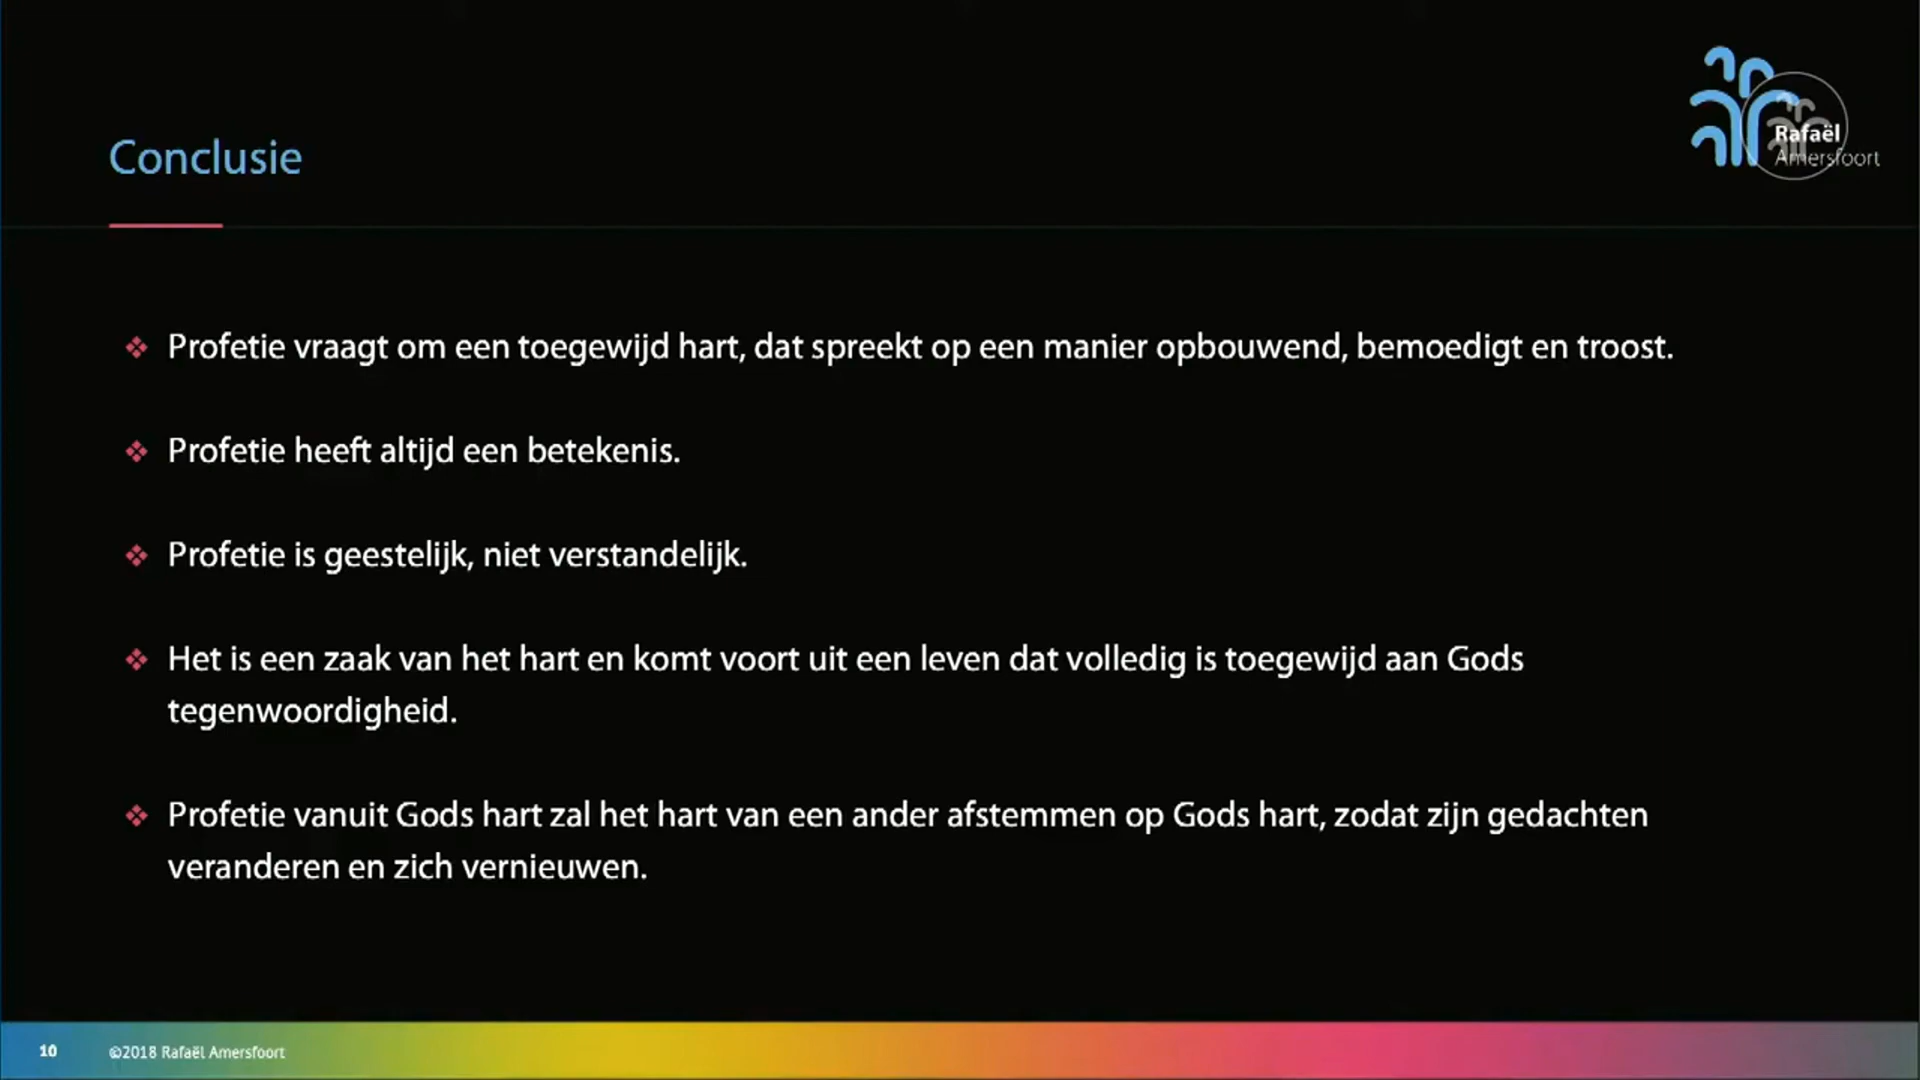 Rafaël
Amersfoort
Conclusie
Profetie vraagt om een toegewijd hart, dat spreekt op een manier opbouwend, bemoedigt en troost.
Profetie heeft altijd een betekenis.
Profetie is geestelijk, niet verstandelijk.
Het is een zaak van het hart en komt voort uit een leven dat volledig is toegewijd aan Gods
tegenwoordigheid.
Profetie vanuit Gods hart zal het hart van een ander afstemmen op Gods hart, zodat zijn gedachten
veranderen en zich vernieuwen.
10
©2018 Rafaël Amersfoort